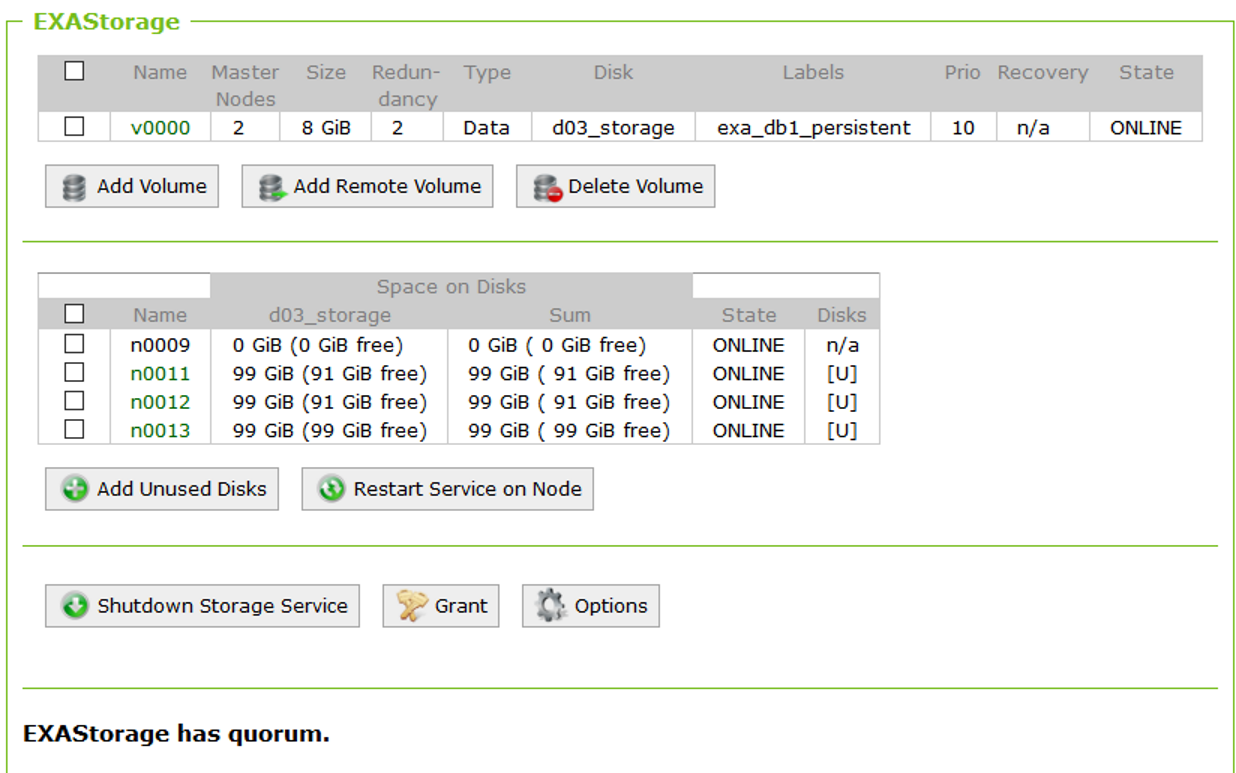 EXAStorage
Name Master Nodes Size Redun-dancy Type Disk Labels Prio Recovery State
v0000 2 8 GiB 2 Data d03_storage exa_db1_persistent 10 n/a ONLINE
Add Volume Add Remote Volume Delete Volume
Space on Disks
Name d03_storage Sum State Disks
n0009 0 GiB (0 GiB free) 0 GiB ( 0 GiB free) ONLINE n/a
n0011 99 GiB (91 GiB free) 99 GiB ( 91 GiB free) ONLINE [U]
n0012 99 GiB (91 GiB free) 99 GiB ( 91 GiB free) ONLINE [U]
n0013 99 GiB (99 GiB free) 99 GiB ( 99 GiB free) ONLINE [U]
Add Unused Disks Restart Service on Node
Shutdown Storage Service Grant Options
EXAStorage has quorum.